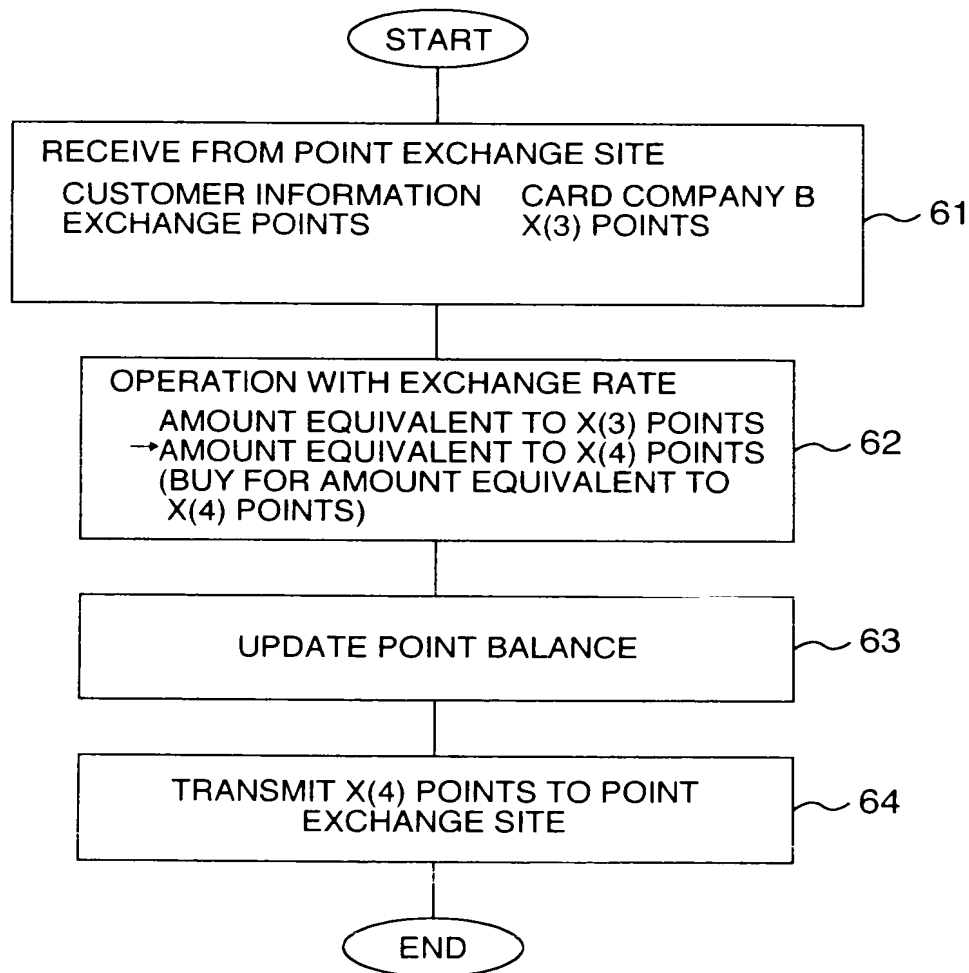 START
RECEIVE FROM POINT EXCHANGE SITE
CUSTOMER INFORMATION CARD COMPANY B
EXCHANGE POINTS X(3) POINTS
61
OPERATION WITH EXCHANGE RATE
AMOUNT EQUIVALENT TO X(3) POINTS
→AMOUNT EQUIVALENT TO X(4) POINTS
(BUY FOR AMOUNT EQUIVALENT TO
X(4) POINTS)
62
UPDATE POINT BALANCE
63
TRANSMIT X(4) POINTS TO POINT
EXCHANGE SITE
64
END